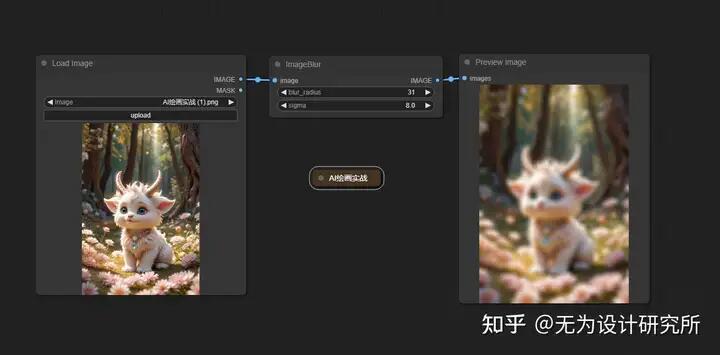 Load Image
IMAGE
MASK
image
AI绘画实战 (1).png
upload
ImageBlur
image
IMAGE
blur_radius
31
sigma
8.0
AI绘画实战
Preview Image
images
知乎 @无为设计研究所